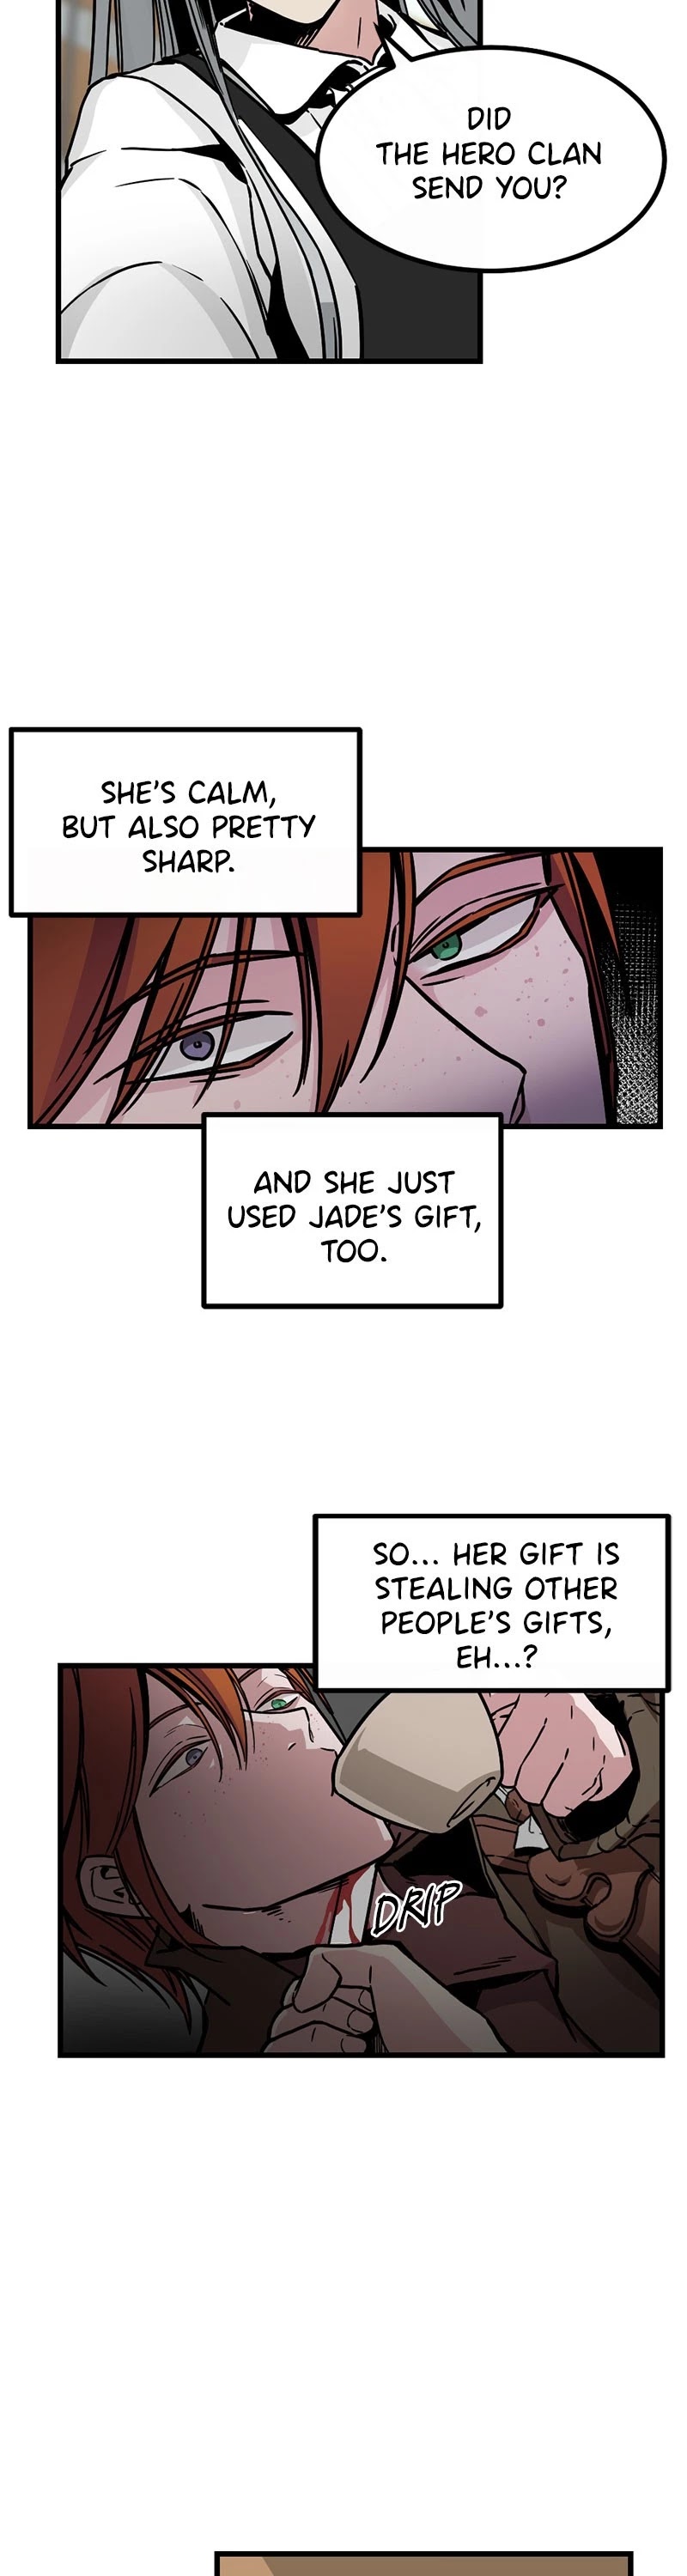 DID
THE HERO CLAN
SEND YOU?
SHE'S CALM,
BUT ALSO PRETTY
SHARP.
AND SHE JUST
USED JADE'S GIFT,
TOO.
SO... HER GIFT IS
STEALING OTHER
PEOPLE'S GIFTS,
EH...?
DRIP